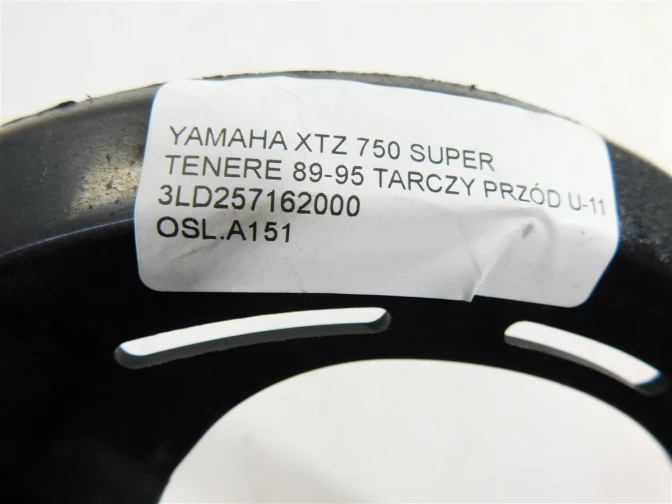 YAMAHA XTZ 750 SUPER
TENERE 89-95 TARCZY PRZÓD U-11
3LD257162000
OSL.A151